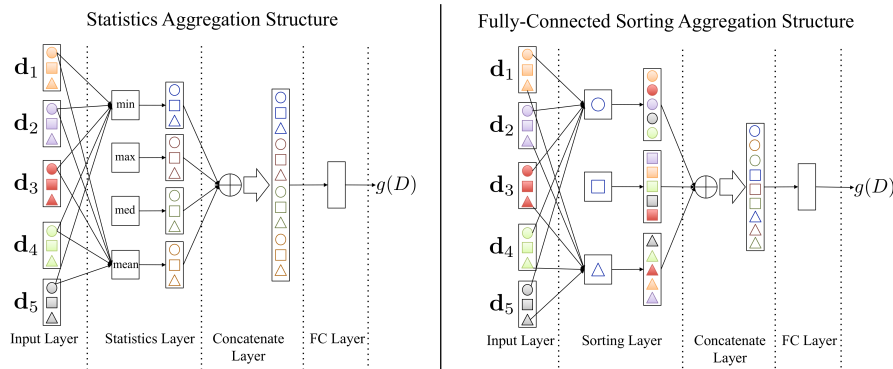 Statistics Aggregation Structure
d1
d2
d3
d4
d5
min
max
med
mean
g(D)
Input Layer
Statistics Layer
Concatenate
Layer
FC Layer
Fully-Connected Sorting Aggregation Structure
d1
d2
d3
d4
d5
g(D)
Input Layer
Sorting Layer
Concatenate
Layer
FC Layer